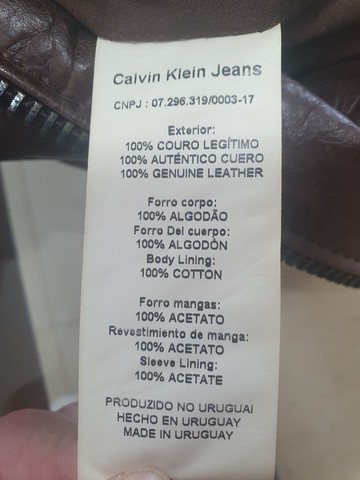 Calvin Klein Jeans
CNPJ : 07.296.319/0003-17
Exterior:
100% COURO LEGÍTIMO
100% AUTÉNTICO CUERO
100% GENUINE LEATHER
Forro corpo:
100% ALGODÃO
Forro Del cuerpo:
100% ALGODÓN
Body Lining:
100% COTTON
Forro mangas:
100% ACETATO
Revestimiento de manga:
100% ACETATO
Sleeve Lining:
100% ACETATE
PRODUZIDO NO URUGUAI
HECHO EN URUGUAY
MADE IN URUGUAY